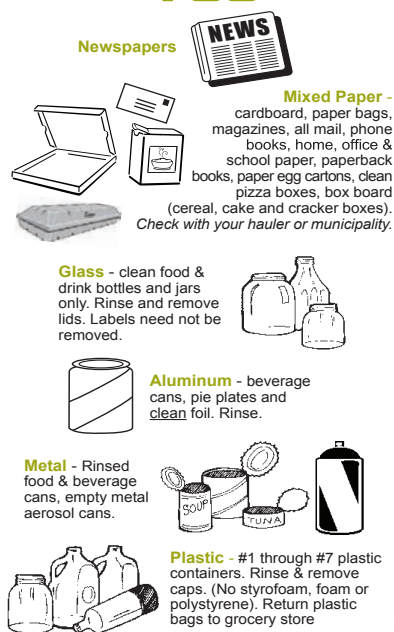 Newspapers
NEWS
Mixed Paper -
cardboard, paper bags,
magazines, all mail, phone
books, home, office &
school paper, paperback
books, paper egg cartons, clean
pizza boxes, box board
(cereal, cake and cracker boxes).
Check with your hauler or municipality.
Glass - clean food &
drink bottles and jars
only. Rinse and remove
lids. Labels need not be
removed.
Aluminum - beverage
cans, pie plates and
clean foil. Rinse.
Metal - Rinsed
food & beverage
cans, empty metal
aerosol cans.
SOUP
TUNA
Plastic - #1 through #7 plastic
containers. Rinse & remove
caps. (No styrofoam, foam or
polystyrene). Return plastic
bags to grocery store